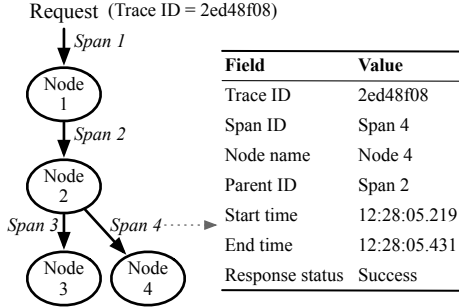 Request (Trace ID = 2ed48f08)
Span 1
Node
1
Span 2
Node
2
Span 3
Span 4
Node
3
Node
4
Field Value
Trace ID 2ed48f08
Span ID Span 4
Node name Node 4
Parent ID Span 2
Start time 12:28:05.219
End time 12:28:05.431
Response status Success